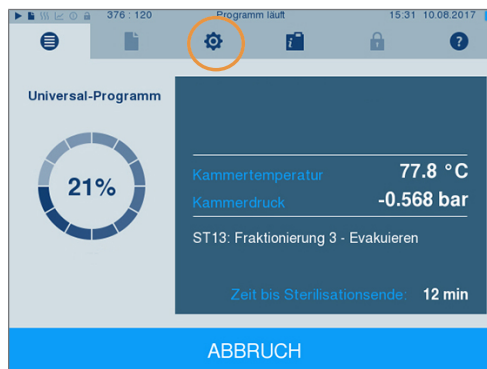 376 : 120 Programm läuft 15:31 10.08.2017
Universal-Programm
21%
Kammertemperatur 77.8 °C
Kammerdruck -0.568 bar
ST13: Fraktionierung 3 - Evakuieren
Zeit bis Sterilisationsende: 12 min
ABBRUCH